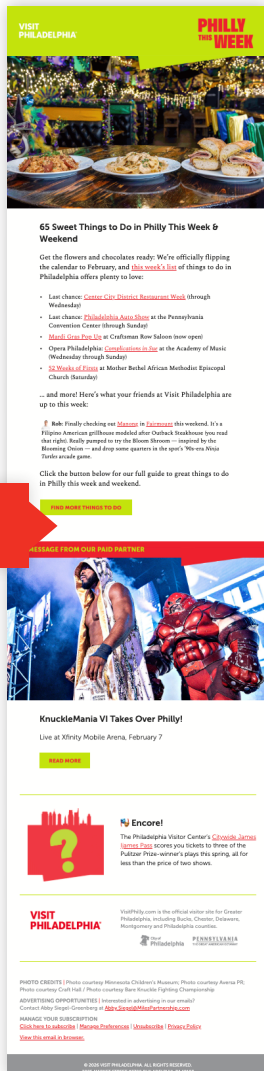 VISIT
PHILADELPHIA
PHILLY
THIS
WEEK
65 Sweet Things to Do in Philly This Week &
Weekend
Get the flowers and chocolates ready: We're officially flipping
the calendar to February, and this week's list of things to do in
Philadelphia offers plenty to love:
• Last chance: Center City District Restaurant Week (through
Wednesday)
• Last chance: Philadelphia Auto Show at the Pennsylvania
Convention Center (through Sunday)
• Mardi Gras Pop Up at Craftsman Row Saloon (now open)
• Opera Philadelphia: Complications in Sue at the Academy of Music
(Wednesday through Sunday)
• 52 Weeks of Firsts at Mother Bethel African Methodist Episcopal
Church (Saturday)
... and more! Here's what your friends at Visit Philadelphia are
up to this week:
Rob: Finally checking out Manong in Fairmount this weekend. It's a
Filipino American grillhouse modeled after Outback Steakhouse (you read
that right). Really pumped to try the Bloom Shroom — inspired by the
Blooming Onion — and drop some quarters in the spot's '90s-era Ninja
Turtles arcade game.
Click the button below for our full guide to great things to do
in Philly this week and weekend.
FIND MORE THINGS TO DO
MESSAGE FROM OUR PAID PARTNER
KnuckleMania VI Takes Over Philly!
Live at Xfinity Mobile Arena, February 7
READ MORE
Encore!
The Philadelphia Visitor Center's Citywide James
Ijames Pass scores you tickets to three of the
Pulitzer Prize-winner's plays this spring, all for
less than the price of two shows.
VISIT
PHILADELPHIA
VisitPhilly.com is the official visitor site for Greater
Philadelphia, including Bucks, Chester, Delaware,
Montgomery and Philadelphia counties.
City of
Philadelphia
PENNSYLVANIA
PHOTO CREDITS | Photo courtesy Minnesota Children's Museum; Photo courtesy Aversa PR;
Photo courtesy Craft Hall / Photo courtesy Bare Knuckle Fighting Championship
ADVERTISING OPPORTUNITIES | Interested in advertising in our emails?
Contact Abby Siegel-Greenberg at Abby.Siegel@MilesPartnership.com
MANAGE YOUR SUBSCRIPTION
Click here to subscribe | Manage Preferences | Unsubscribe | Privacy Policy
View this email in browser.
© 2026 VISIT PHILADELPHIA. ALL RIGHTS RESERVED.